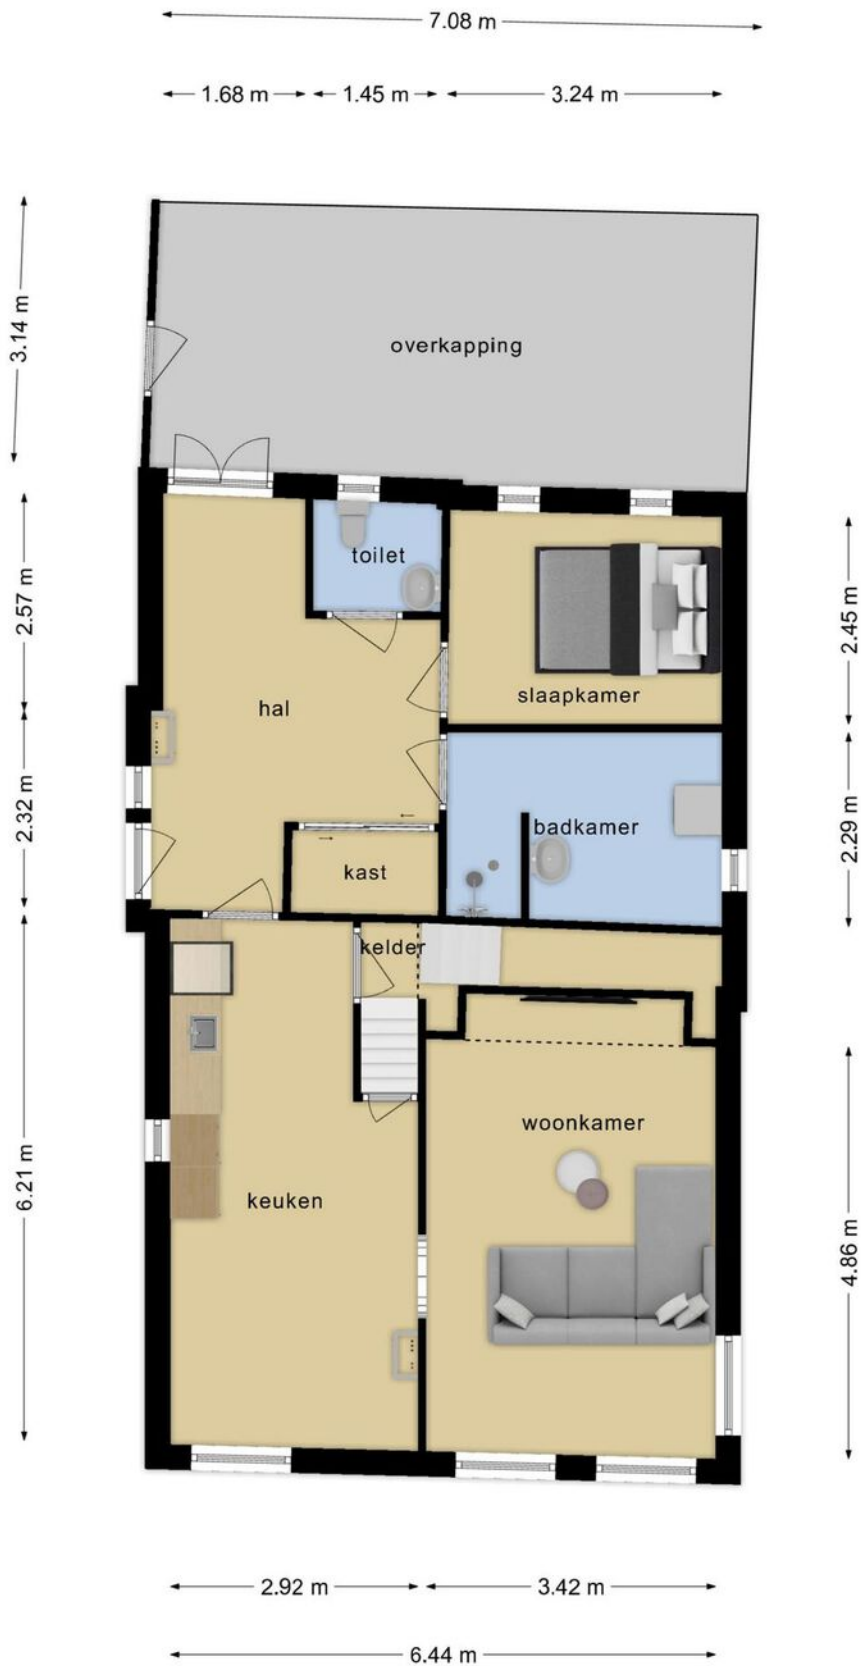 7.08 m
1.68 m
1.45 m
3.24 m
3.14 m
overkapping
2.57 m
toilet
2.45 m
slaapkamer
hal
2.32 m
2.29 m
badkamer
kast
kelder
woonkamer
6.21 m
keuken
4.86 m
2.92 m
3.42 m
6.44 m